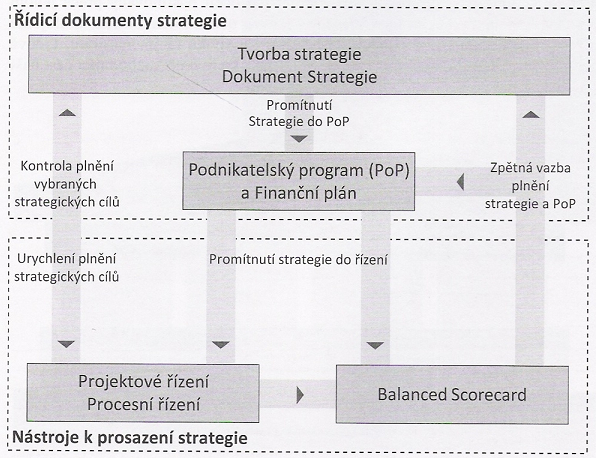 Řídicí dokumenty strategie
Tvorba strategie
Dokument Strategie
Promítnutí
Strategie do PoP
Kontrola plnění
vybraných
strategických cílů
Podnikatelský program (PoP)
a Finanční plán
Zpětná vazba
plnění
strategie a PoP
Urychlení plnění
strategických cílů
Promítnutí strategie do řízení
Projektové řízení
Procesní řízení
Balanced Scorecard
Nástroje k prosazení strategie